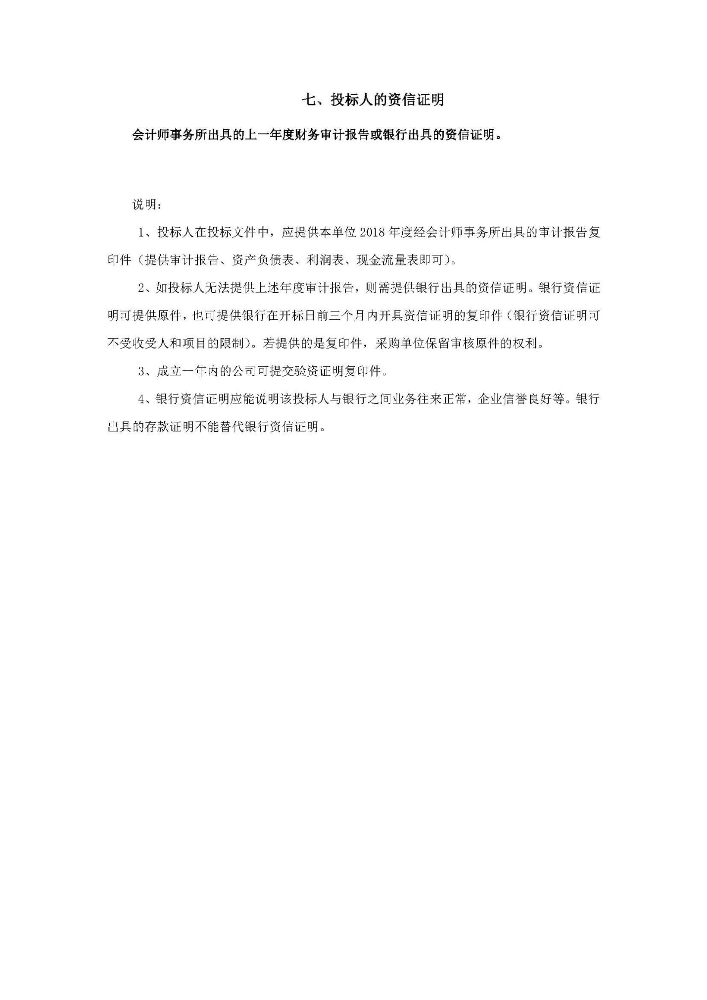 七、投标人的资信证明
会计师事务所出具的上一年度财务审计报告或银行出具的资信证明。
说明：
1、投标人在投标文件中，应提供本单位 2018 年度经会计师事务所出具的审计报告复
印件（提供审计报告、资产负债表、利润表、现金流量表即可）。
2、如投标人无法提供上述年度审计报告，则需提供银行出具的资信证明。银行资信证
明可提供原件，也可提供银行在开标日前三个月内开具资信证明的复印件（银行资信证明可
不受收受人和项目的限制）。若提供的是复印件，采购单位保留审核原件的权利。
3、成立一年内的公司可提交验资证明复印件。
4、银行资信证明应能说明该投标人与银行之间业务往来正常，企业信誉良好等。银行
出具的存款证明不能替代银行资信证明。